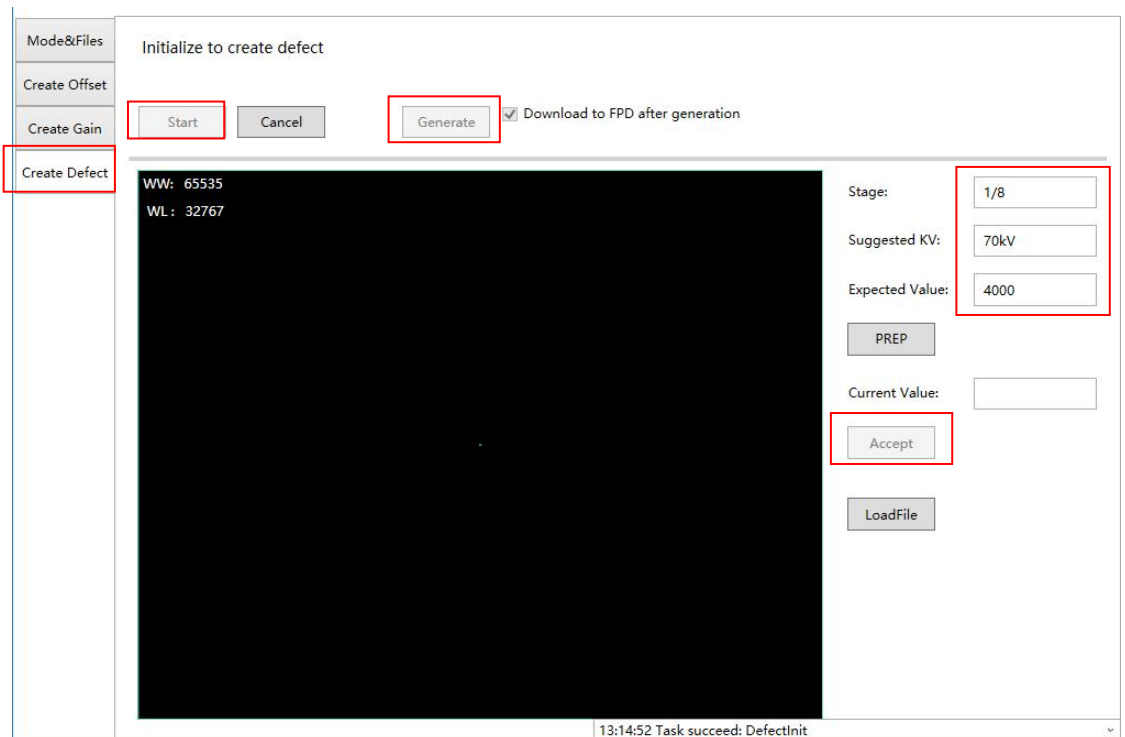 Mode&Files
Create Offset
Create Gain
Create Defect
Initialize to create defect
Start
Cancel
Generate
Download to FPD after generation
WW: 65535
WL: 32767
Stage:
1/8
Suggested KV:
70kV
Expected Value:
4000
PREP
Current Value:
Accept
LoadFile
13:14:52 Task succeed: DefectInit